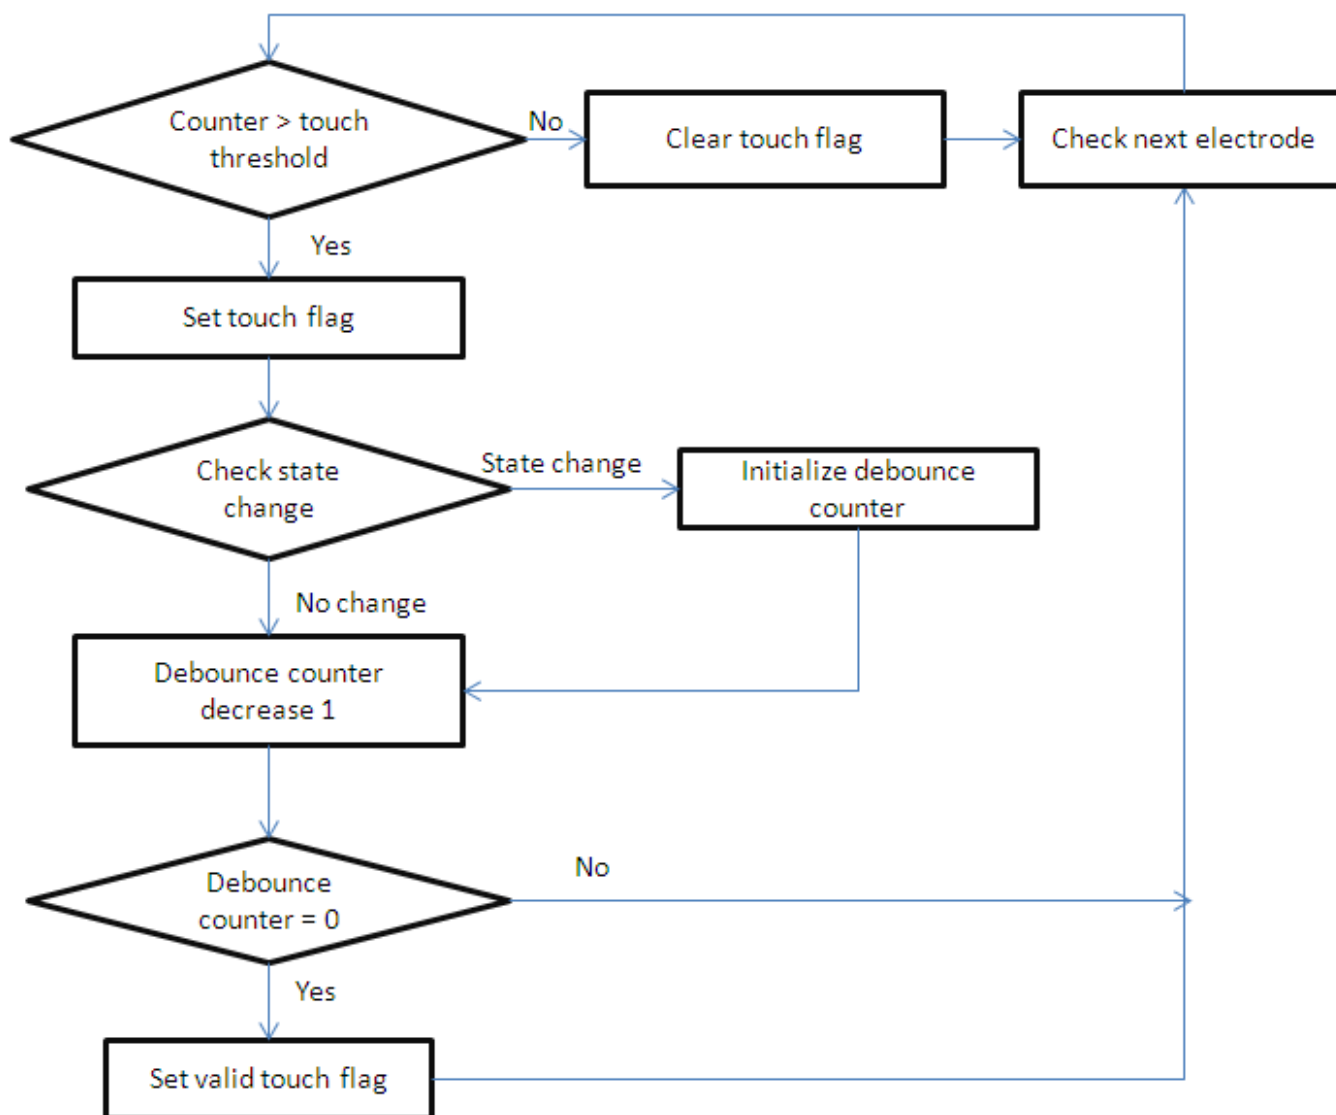 Counter > touch
threshold
No
Clear touch flag
Check next electrode
Yes
Set touch flag
Check state
change
State change
Initialize debounce
counter
No change
Debounce counter
decrease 1
Debounce
counter = 0
No
Yes
Set valid touch flag